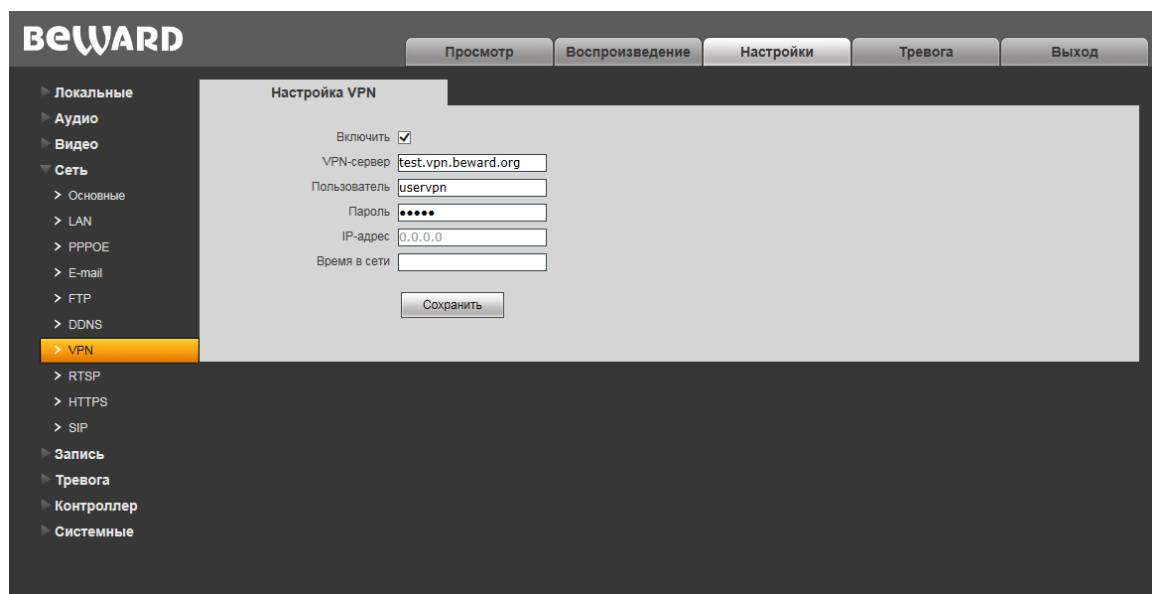 BEWARD
Просмотр
Воспроизведение
Настройки
Тревога
Выход
Локальные
Аудио
Видео
Сеть
Основные
LAN
PPPOE
E-mail
FTP
DDNS
VPN
RTSP
HTTPS
SIP
Запись
Тревога
Контроллер
Системные
Настройка VPN
Включить
VPN-сервер test.vpn.beward.org
Пользователь uservpn
Пароль •••••
IP-адрес 0.0.0.0
Время в сети
Сохранить